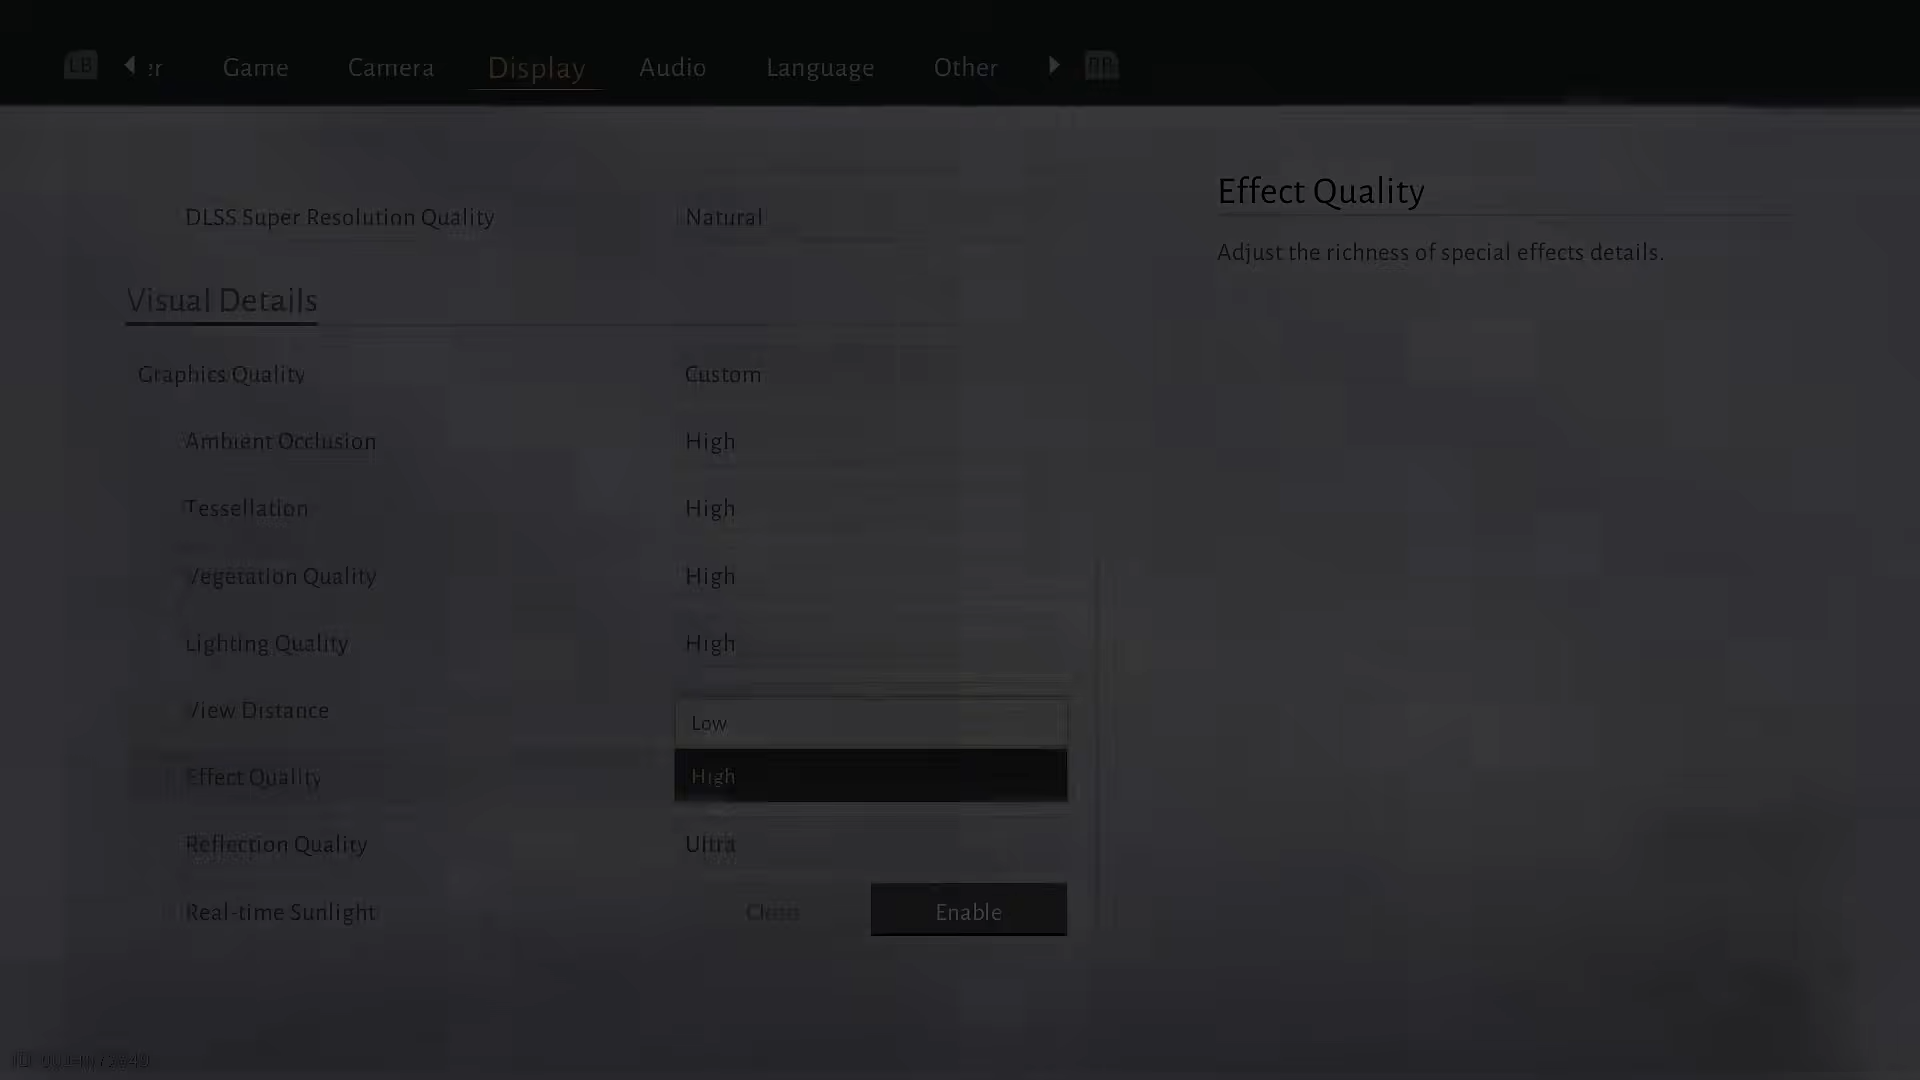 LB er Game Camera Display Audio Language Other
DLSS Super Resolution Quality Natural
Visual Details
Graphics Quality Custom
Ambient Occlusion High
Tessellation High
Vegetation Quality High
Lighting Quality High
View Distance
Low
Effect Quality High
Reflection Quality Ultra
Real-time Sunlight Close Enable
Effect Quality
Adjust the richness of special effects details.